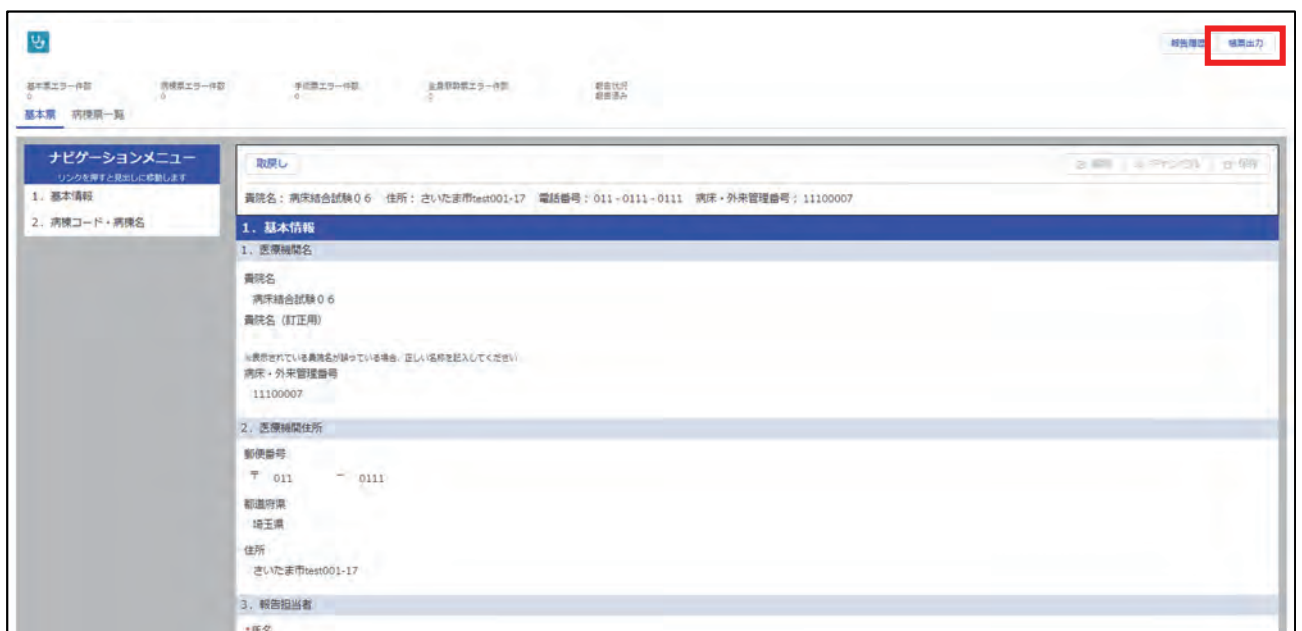 報告履歴 帳票出力
基本票エラー件数 病棟票エラー件数 手術票エラー件数 報告状況
0 0 0 0 報告済み
基本票 病棟票一覧
ナビゲーションメニュー
リンクを押すと見出しに移動します
1. 基本情報
2. 病棟コード・病棟名
取戻し キャンセル 保存
貴院名： 病床結合試験０６ 住所： さいたま市test001-17 電話番号： 011 - 0111 - 0111 病床・外来管理番号： 11100007
1. 基本情報
1. 医療機関名
貴院名
病床結合試験０６
貴院名（訂正用）
※表示されている貴院名が誤っている場合、正しい名称を記入してください
病床・外来管理番号
11100007
2. 医療機関住所
郵便番号
〒 011 － 0111
都道府県
埼玉県
住所
さいたま市test001-17
3. 報告担当者
*氏名